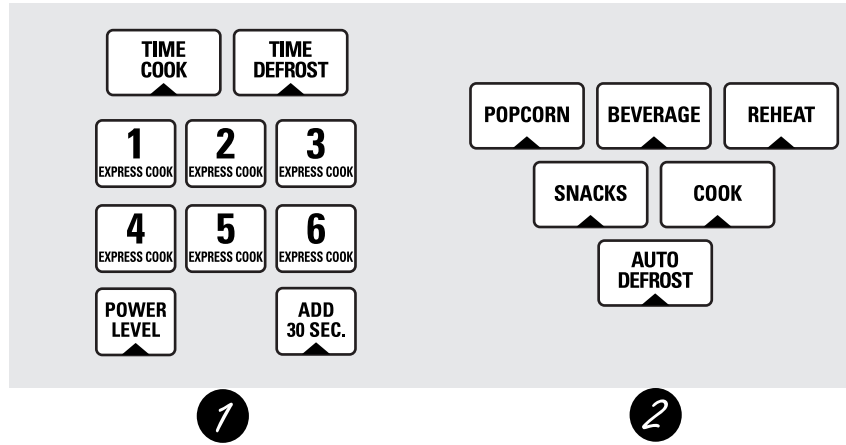 TIME
COOK
TIME
DEFROST
1
EXPRESS COOK
2
EXPRESS COOK
3
EXPRESS COOK
4
EXPRESS COOK
5
EXPRESS COOK
6
EXPRESS COOK
POWER
LEVEL
ADD
30 SEC.
1
POPCORN
BEVERAGE
REHEAT
SNACKS
COOK
AUTO
DEFROST
2